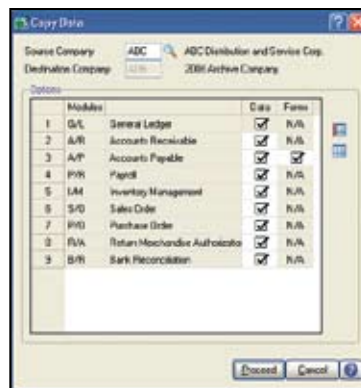 Copy Data
Source Company ABC ABC Distribution and Service Corp.
Destination Company 2006 Archive Company
Options
Modules Data Forms
1 G/L General Ledger N/A
2 A/R Accounts Receivable N/A
3 A/P Accounts Payable
4 P/R Payroll N/A
5 I/M Inventory Management N/A
6 S/O Sales Order N/A
7 P/O Purchase Order N/A
8 R/A Return Merchandise Authorizatio N/A
9 B/R Bank Reconciliation N/A
Proceed Cancel